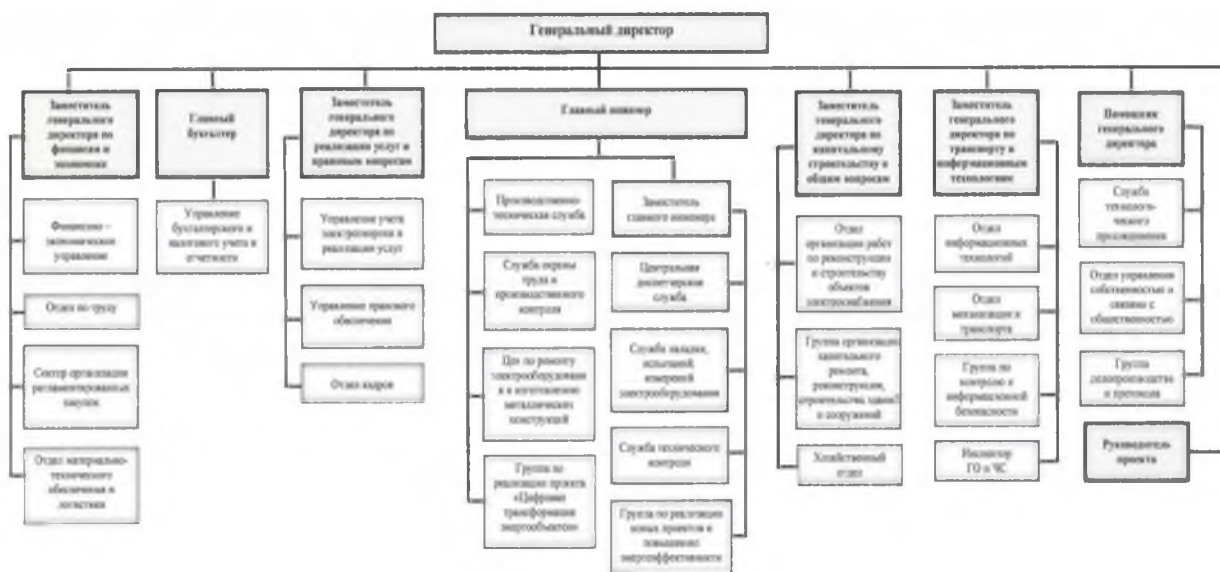 Генеральный директор
Заместитель
генерального
директора по
финансам и
экономике
Главный
бухгалтер
Заместитель
генерального
директора по
реализации услуг и
правовым вопросам
Главный инженер
Заместитель
генерального
директора по
капитальному
строительству и
общим вопросам
Заместитель
генерального
директора по
транспорту и
информационным
технологиям
Помощник
генерального
директора
Финансово –
экономическое
управление
Отдел по труду
Сектор организации
регламентированных
закупок
Отдел материально-
технического
обеспечения и
логистики
Управление
бухгалтерского и
налогового учета и
отчетности
Управление учета
электроэнергии и
реализации услуг
Управление правового
обеспечения
Отдел кадров
Производственно-
техническая служба
Служба охраны
труда и
производственного
контроля
Цех по ремонту
электрооборудования
и изготовлению
металлических
конструкций
Группа по
реализации проекта
«Цифровая
трансформация
энергообъектов»
Заместитель
главного инженера
Центральная
диспетчерская
служба
Служба наладки,
испытаний,
измерений
электрооборудования
Служба технического
контроля
Группа по реализации
новых проектов и
повышению
энергоэффективности
Отдел
организации работ
по реконструкции
и строительству
объектов
электроснабжения
Группа организации
капитального
ремонта,
реконструкции,
строительства зданий
и сооружений
Хозяйственный
отдел
Отдел
информационных
технологий
Отдел
механизации и
транспорта
Группа
по контролю и
информационной
безопасности
Инспектор
ГО и ЧС
Служба
технологи-
ческого
присоединения
Отдел управления
собственностью и
связями с
общественностью
Группа
делопроизводства
и протокола
Руководитель
проекта